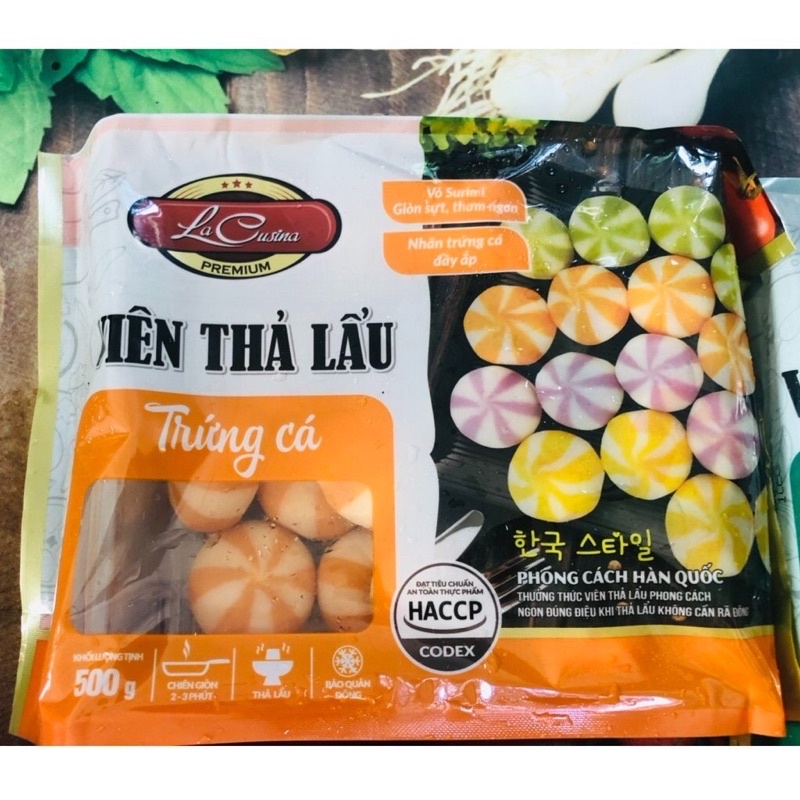 La Cusina
PREMIUM
VIÊN THẢ LẨU
Trứng cá
Vỏ Surimi
Giòn sựt, thơm ngon
Nhân trứng cá
đầy ắp
한국 스타일
PHONG CÁCH HÀN QUỐC
THƯỞNG THỨC VIÊN THẢ LẨU PHONG CÁCH
NGON ĐÚNG ĐIỆU KHI THẢ LẨU KHÔNG CẦN RÃ ĐÔNG
ĐẠT TIÊU CHUẨN
AN TOÀN THỰC PHẨM
HACCP
CODEX
KHỐI LƯỢNG TỊNH
500 g
CHIÊN GIÒN
2-3 PHÚT
THẢ LẨU
BẢO QUẢN
ĐÔNG